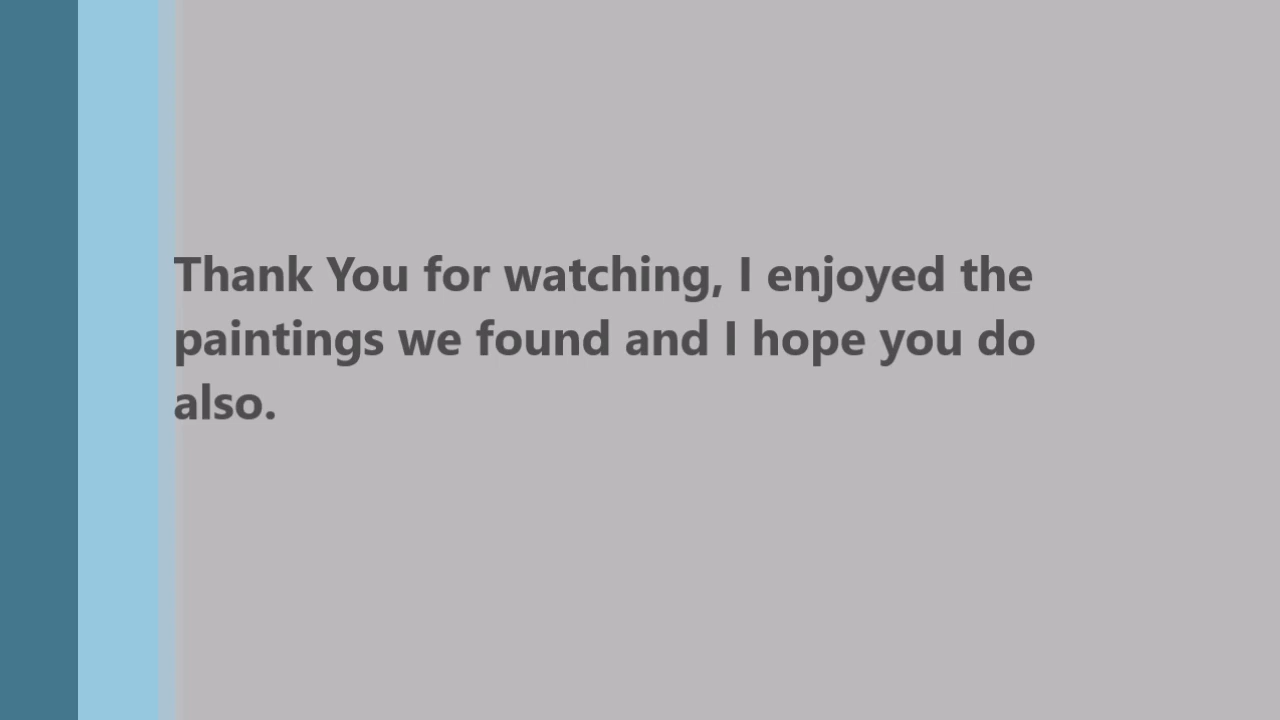 Thank You for watching, I enjoyed the
paintings we found and I hope you do
also.